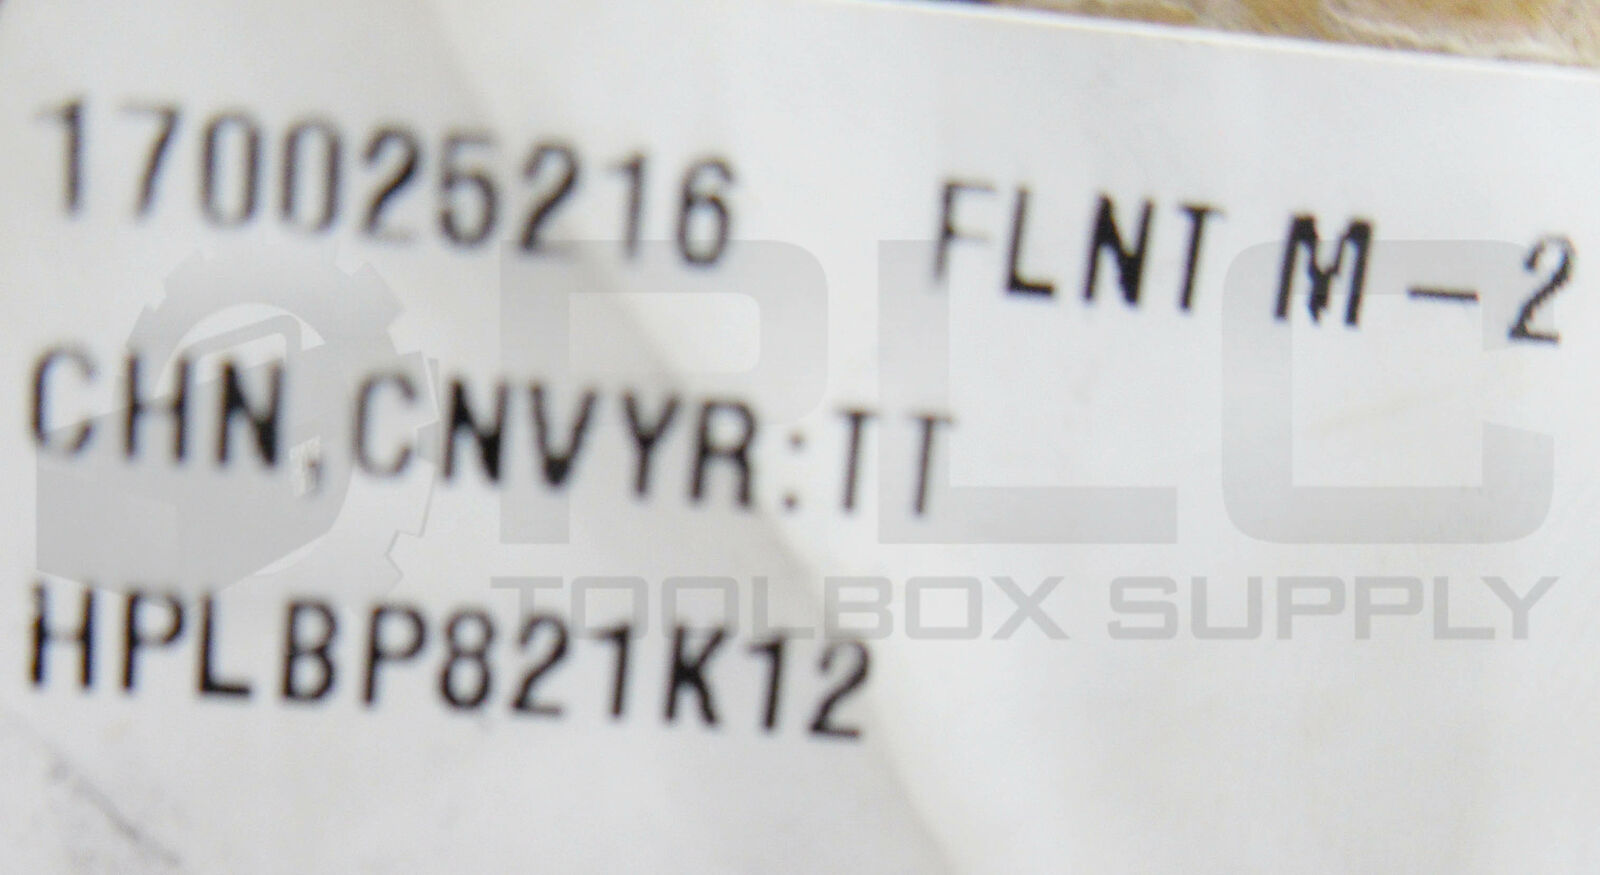 170025216 FLNT M-2
CHN,CNVYR:TT
HPLBP821K12
PLC
TOOLBOX SUPPLY